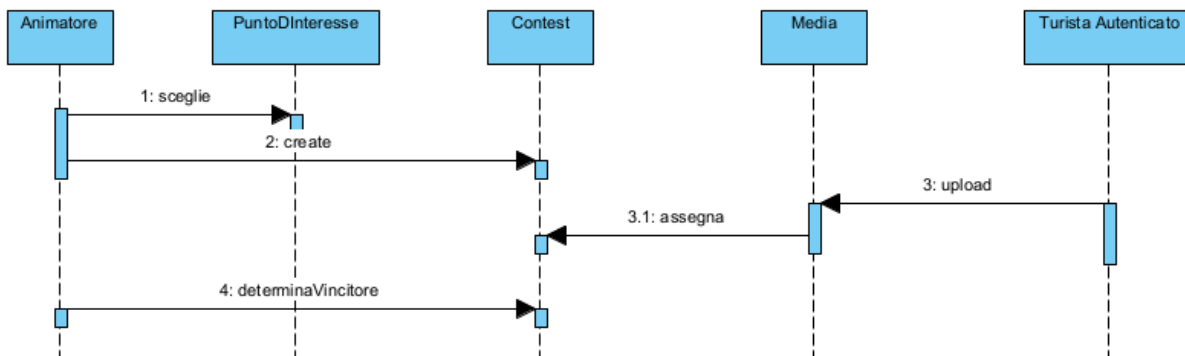 Animatore
PuntoDInteresse
Contest
Media
Turista Autenticato
1: sceglie
2: create
3: upload
3.1: assegna
4: determinaVincitore